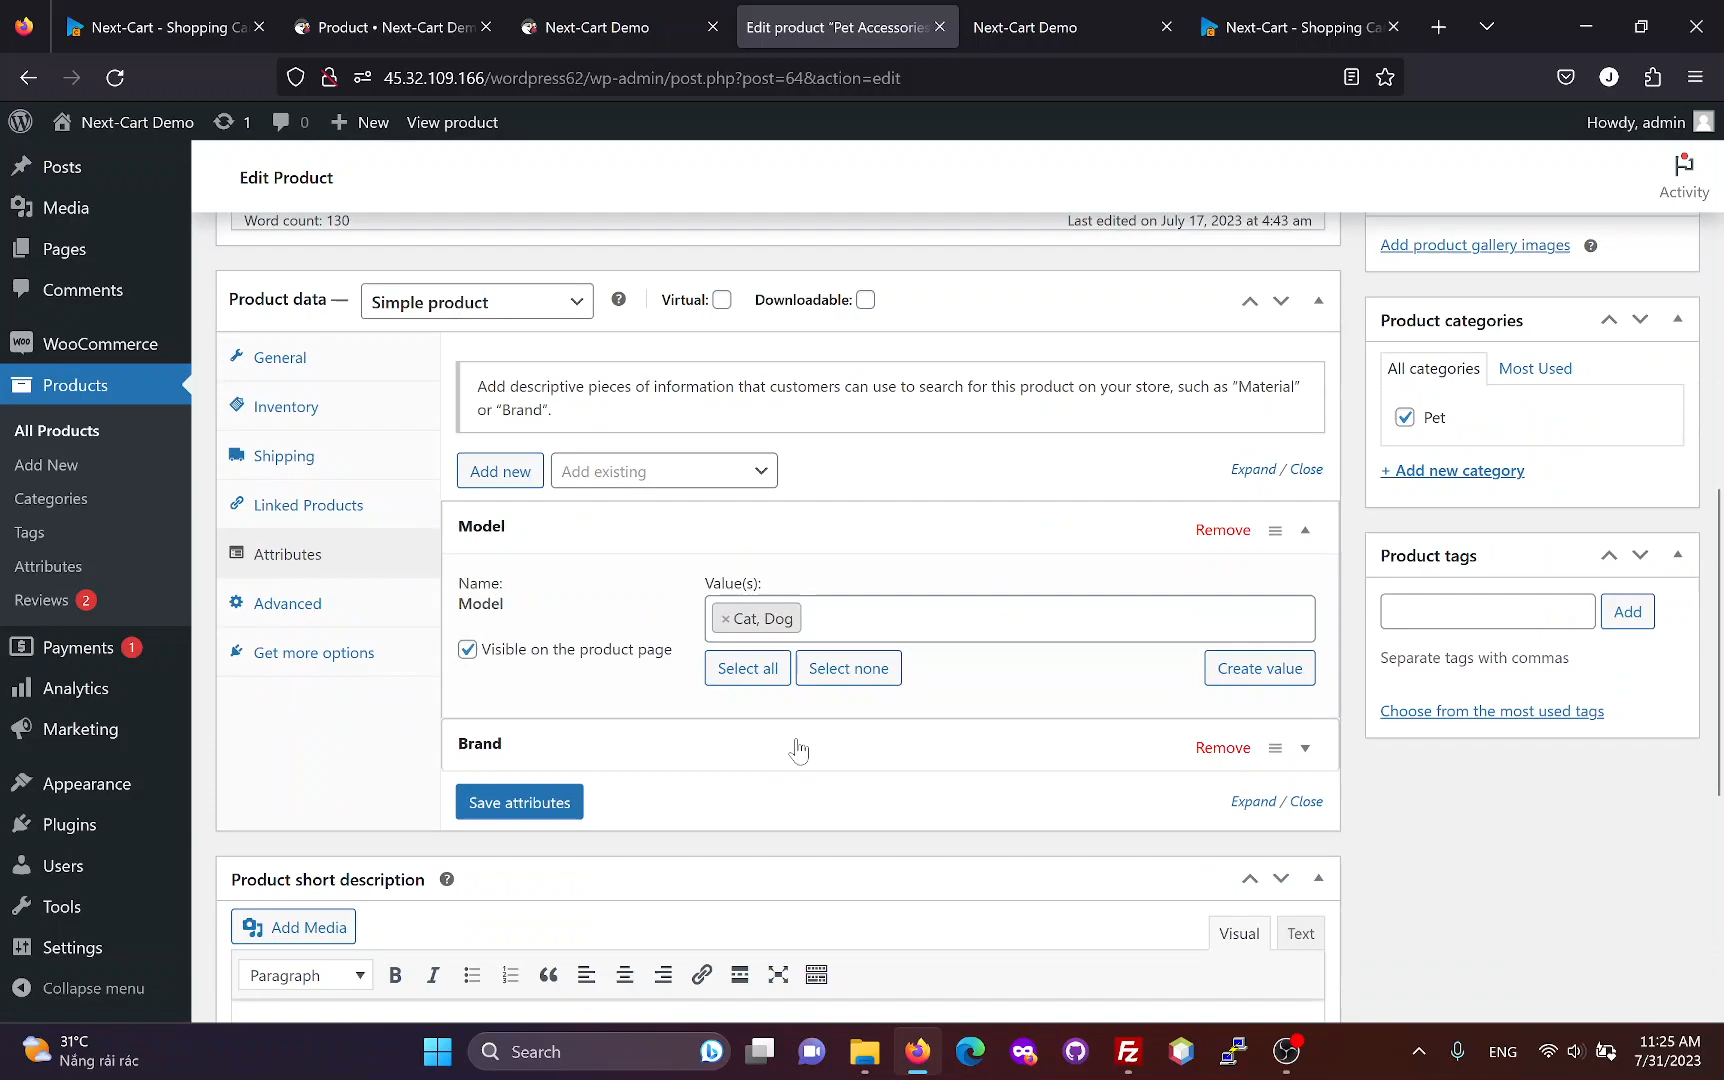 Next-Cart - Shopping Ca
Product • Next-Cart Dem
Next-Cart Demo
Edit product “Pet Accessories
Next-Cart Demo
Next-Cart - Shopping Ca
45.32.109.166/wordpress62/wp-admin/post.php?post=64&action=edit
J
Next-Cart Demo
1
0
New
View product
Howdy, admin
Posts
Media
Pages
Comments
WooCommerce
Products
All Products
Add New
Categories
Tags
Attributes
Reviews 2
Payments 1
Analytics
Marketing
Appearance
Plugins
Users
Tools
Settings
Collapse menu
Edit Product
Activity
Word count: 130
Last edited on July 17, 2023 at 4:43 am
Product data —
Simple product
Virtual:
Downloadable:
General
Inventory
Shipping
Linked Products
Attributes
Advanced
Get more options
Add descriptive pieces of information that customers can use to search for this product on your store, such as “Material”
or “Brand”.
Add new
Add existing
Expand / Close
Model
Remove
Name:
Model
Visible on the product page
Value(s):
× Cat, Dog
Select all
Select none
Create value
Brand
Remove
Save attributes
Expand / Close
Product short description
Add Media
Visual
Text
Paragraph
B
I
Add product gallery images
Product categories
All categories
Most Used
Pet
+ Add new category
Product tags
Add
Separate tags with commas
Choose from the most used tags
31°C
Nắng rải rác
Search
ENG
11:25 AM
7/31/2023